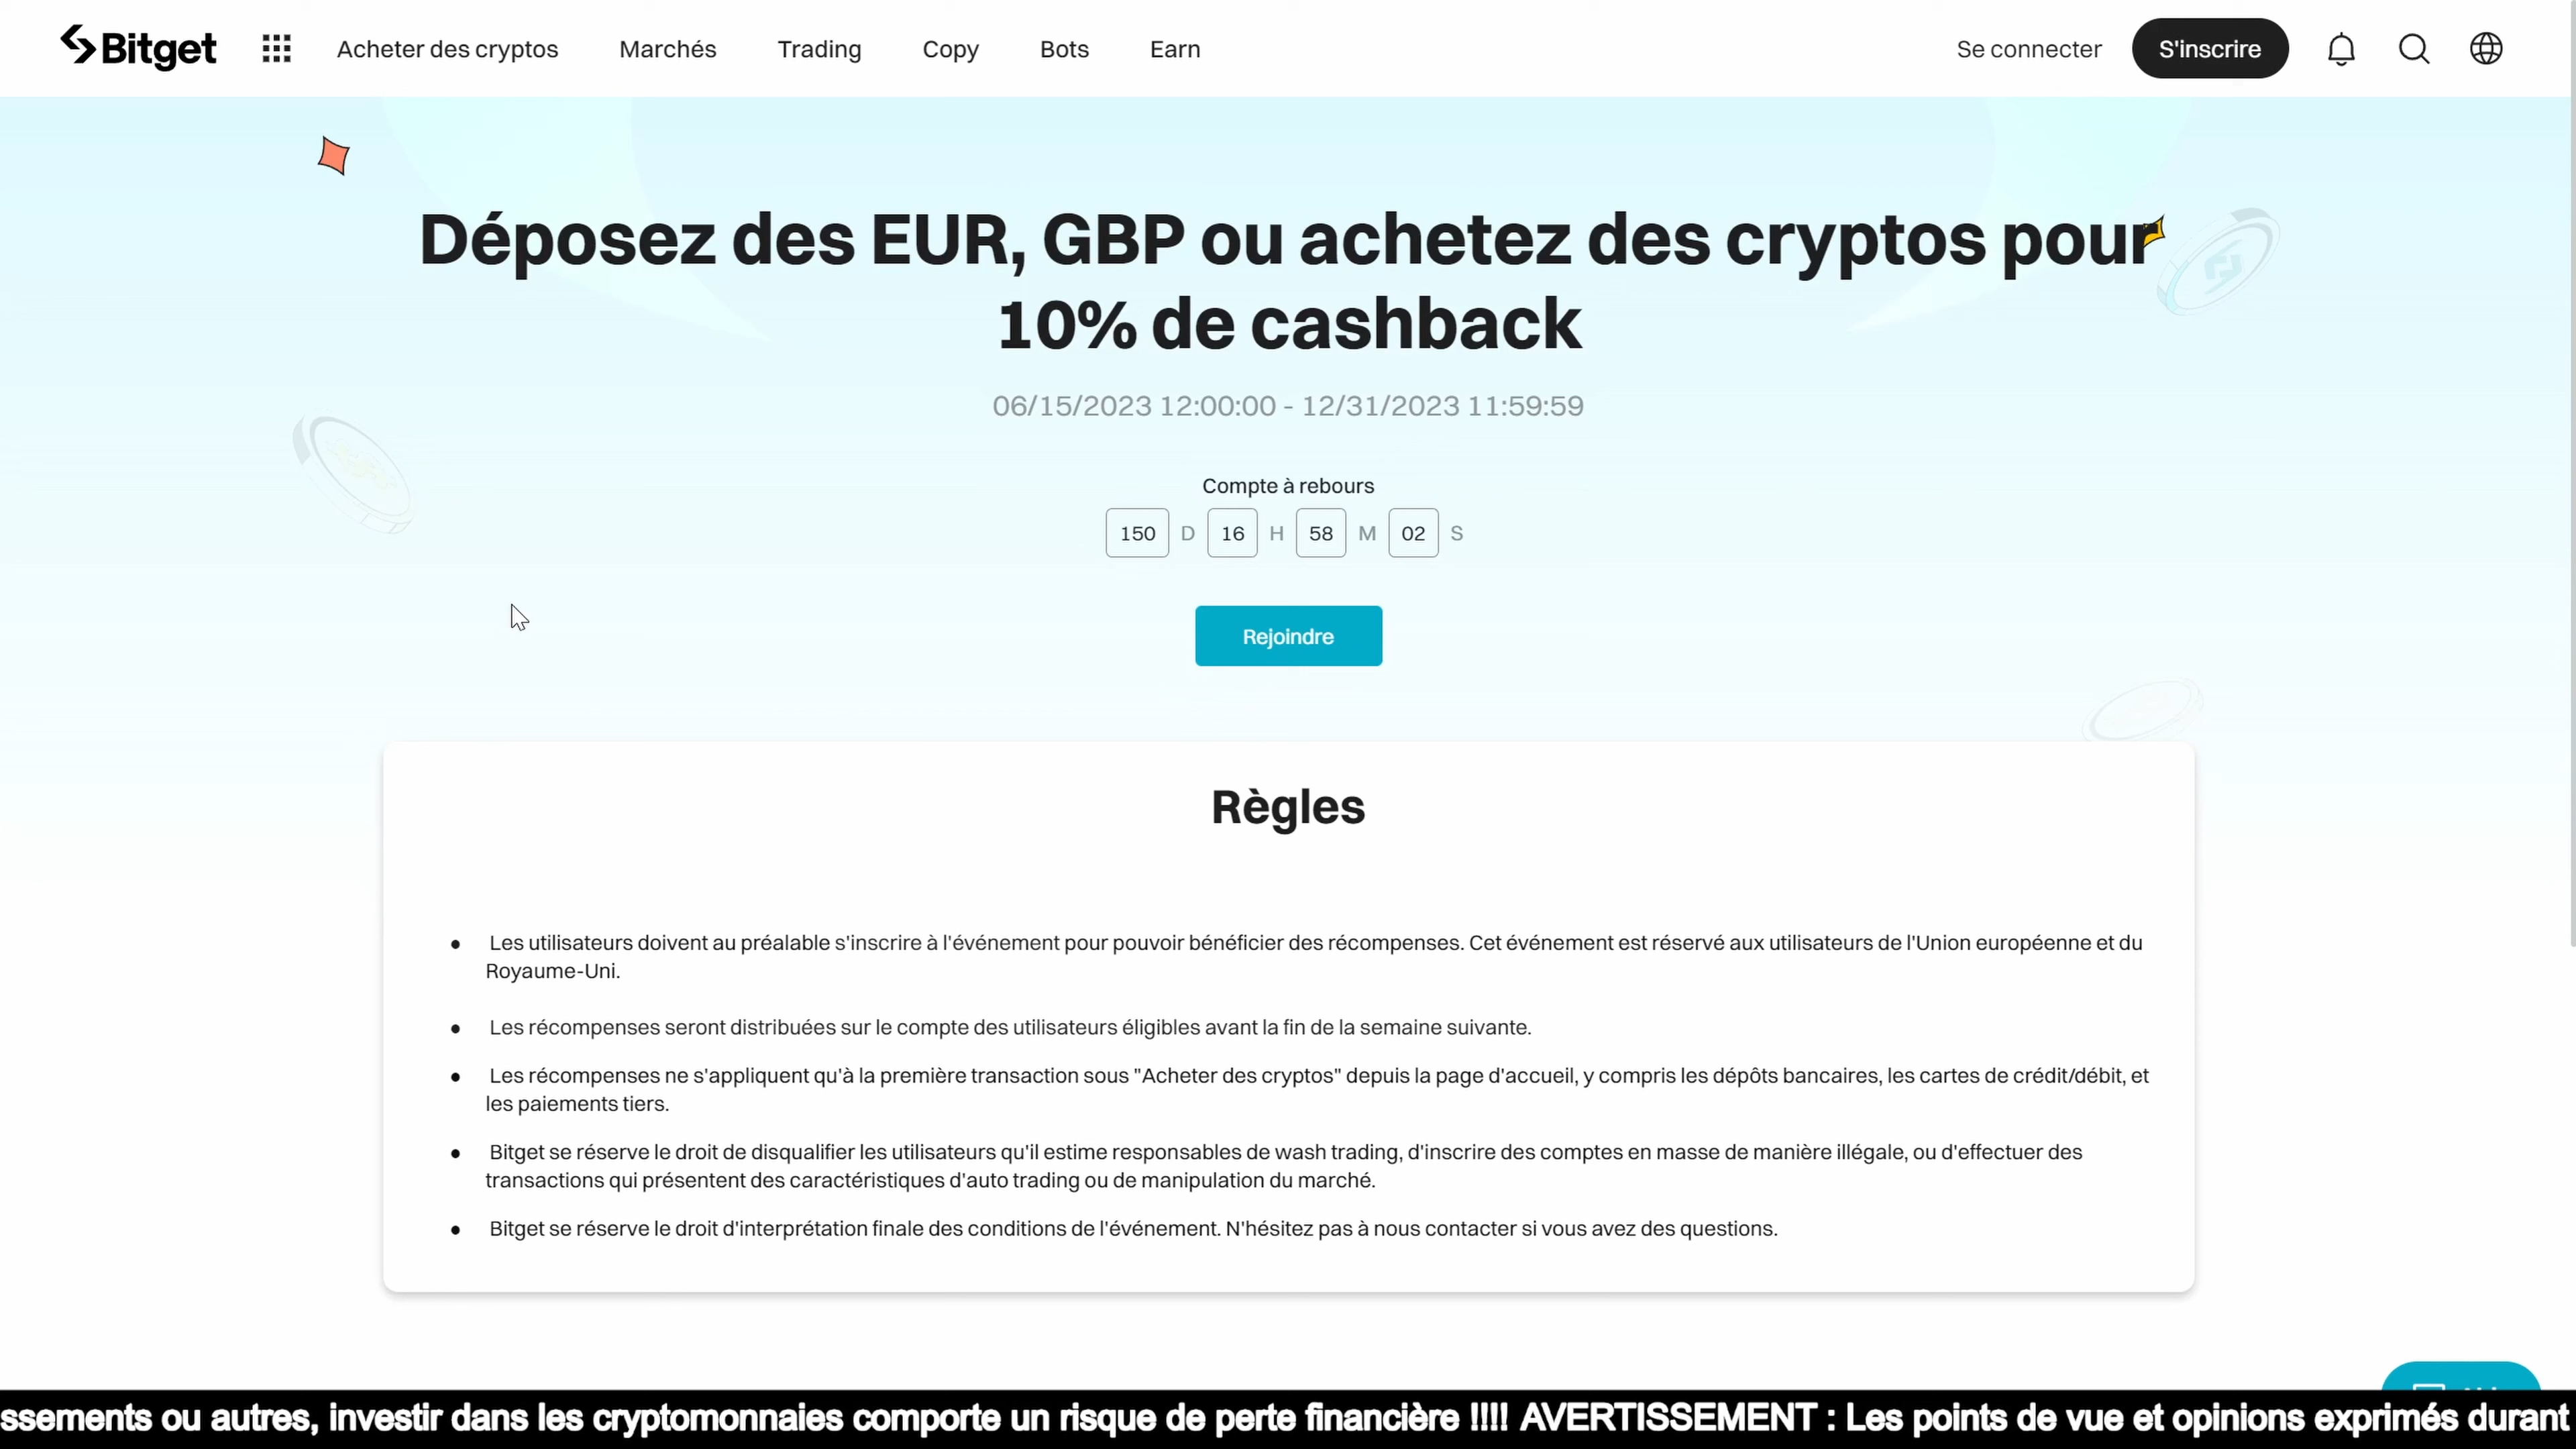 Bitget Acheter des cryptos Marchés Trading Copy Bots Earn Se connecter S'inscrire
Déposez des EUR, GBP ou achetez des cryptos pour
10% de cashback
06/15/2023 12:00:00 - 12/31/2023 11:59:59
Compte à rebours
150 D 16 H 58 M 02 S
Rejoindre
Règles
• Les utilisateurs doivent au préalable s'inscrire à l'événement pour pouvoir bénéficier des récompenses. Cet événement est réservé aux utilisateurs de l'Union européenne et du
Royaume-Uni.
• Les récompenses seront distribuées sur le compte des utilisateurs éligibles avant la fin de la semaine suivante.
• Les récompenses ne s'appliquent qu'à la première transaction sous "Acheter des cryptos" depuis la page d'accueil, y compris les dépôts bancaires, les cartes de crédit/débit, et
les paiements tiers.
• Bitget se réserve le droit de disqualifier les utilisateurs qu'il estime responsables de wash trading, d'inscrire des comptes en masse de manière illégale, ou d'effectuer des
transactions qui présentent des caractéristiques d'auto trading ou de manipulation du marché.
• Bitget se réserve le droit d'interprétation finale des conditions de l'événement. N'hésitez pas à nous contacter si vous avez des questions.
ssements ou autres, investir dans les cryptomonnaies comporte un risque de perte financière !!!! AVERTISSEMENT : Les points de vue et opinions exprimés durant